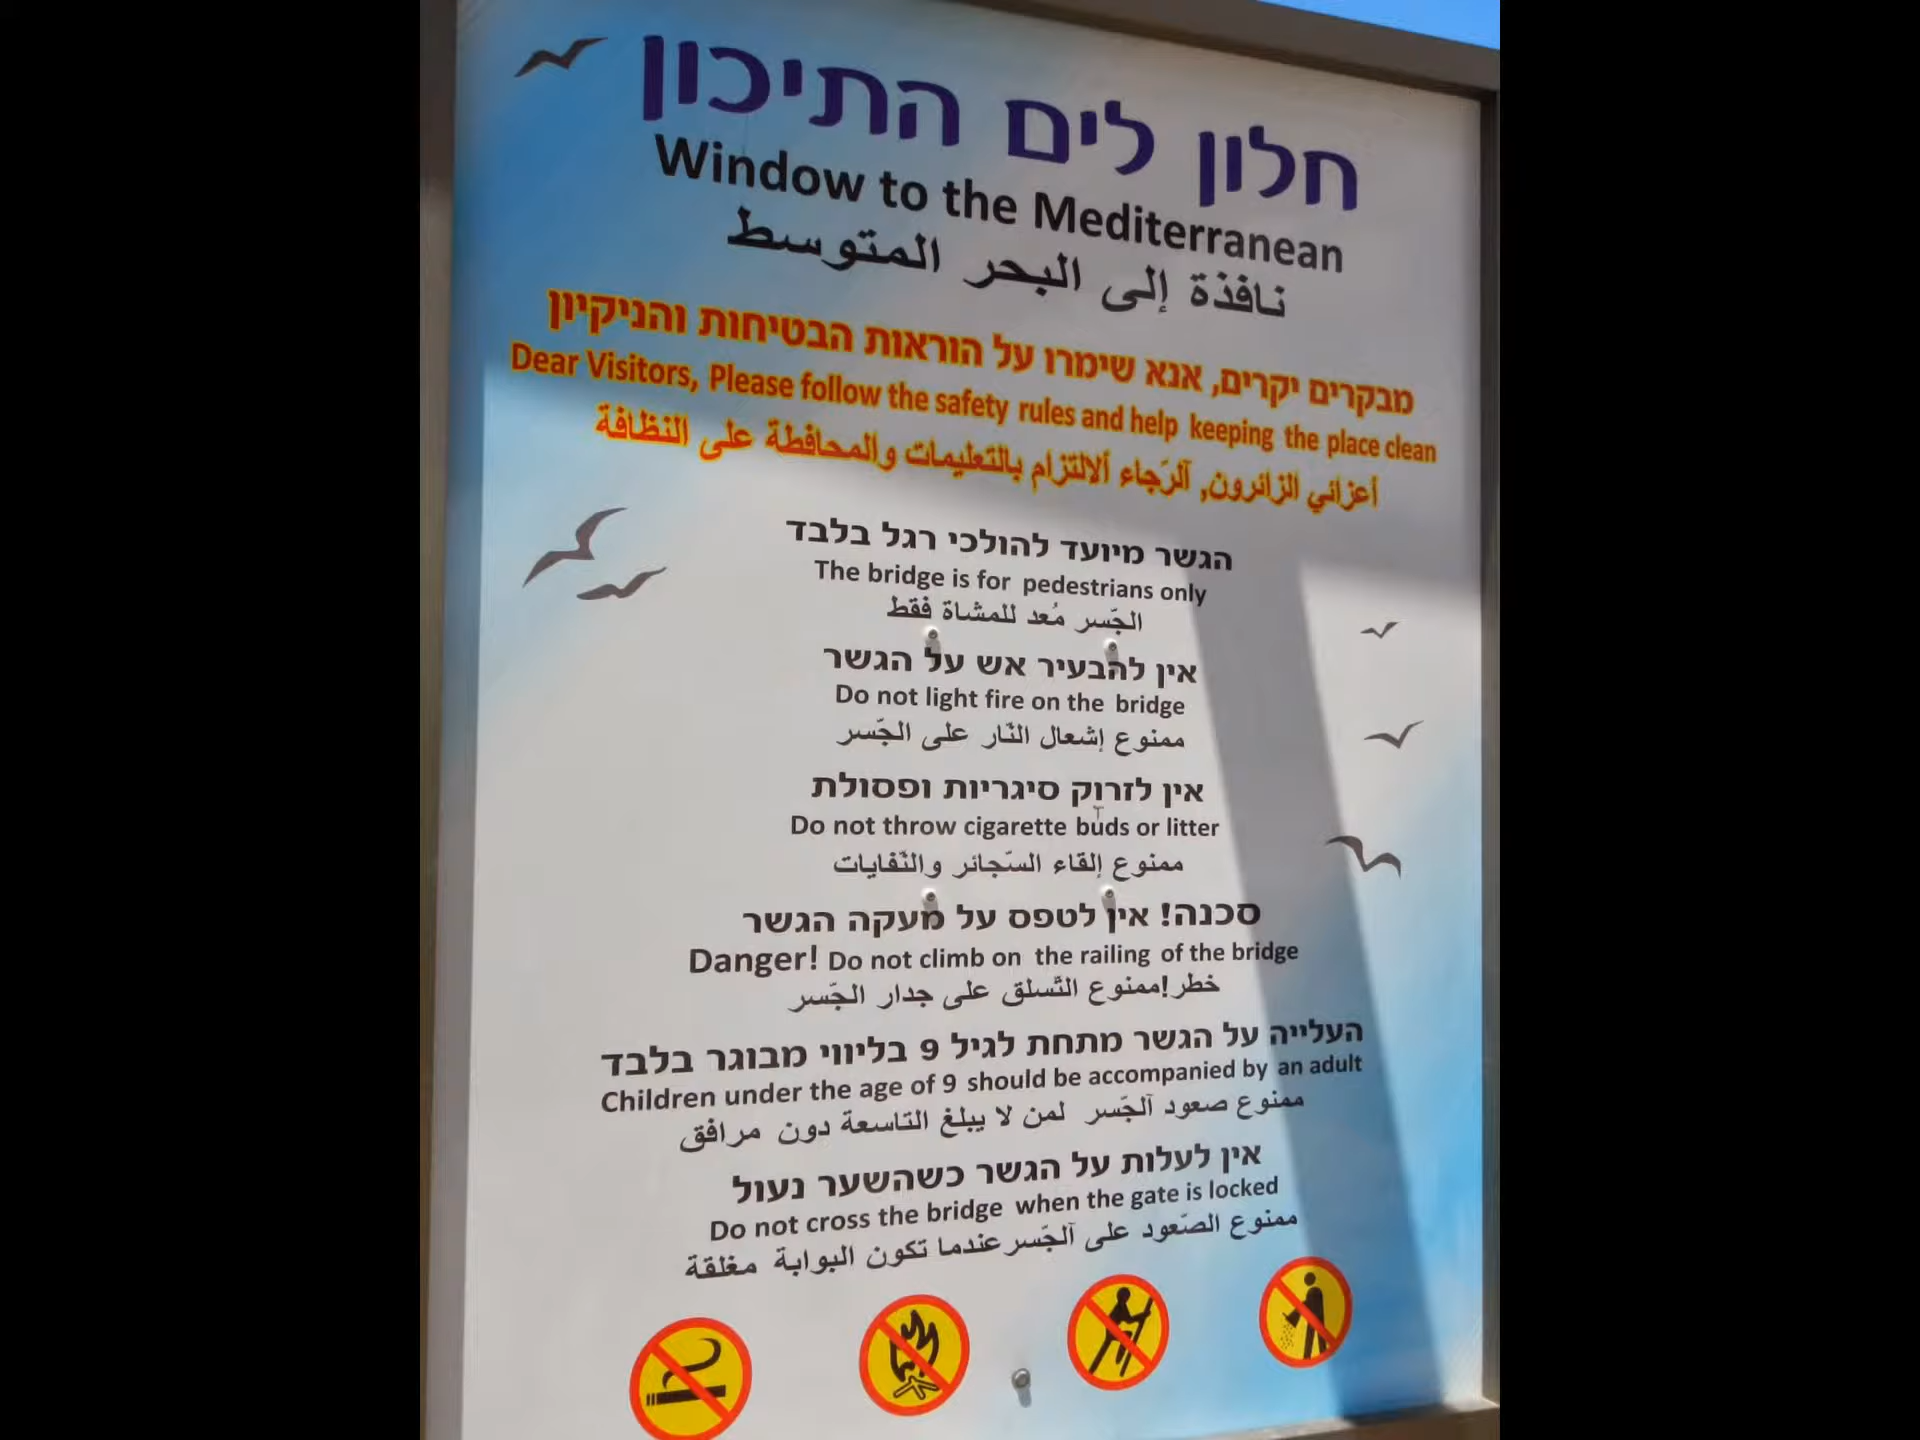 חלון לים התיכון
Window to the Mediterranean
نافذة إلى البحر المتوسط
מבקרים יקרים, אנא שימרו על הוראות הבטיחות והניקיון
Dear Visitors, Please follow the safety rules and help keeping the place clean
أعزائي الزائرون, آلرَجاء ألالتزام بالتعليمات والمحافطة على النظافة
הגשר מיועד להולכי רגל בלבד
The bridge is for pedestrians only
الجّسر مُعد للمشاة فقط
אין להבעיר אש על הגשר
Do not light fire on the bridge
ممنوع إشعال النّار على الجّسر
אין לזרוק סיגריות ופסולת
Do not throw cigarette buds or litter
ممنوع إلقاء السّجائر والنّفايات
סכנה! אין לטפס על מעקה הגשר
Danger! Do not climb on the railing of the bridge
خطر!ممنوع التّسلق على جدار الجّسر
העלייה על הגשר מתחת לגיל 9 בליווי מבוגר בלבד
Children under the age of 9 should be accompanied by an adult
ممنوع صعود آلجّسر لمن لا يبلغ التاسعة دون مرافق
אין לעלות על הגשר כשהשער נעול
Do not cross the bridge when the gate is locked
ممنوع الصّعود على آلجّسر عندما تكون البوابة مغلقة